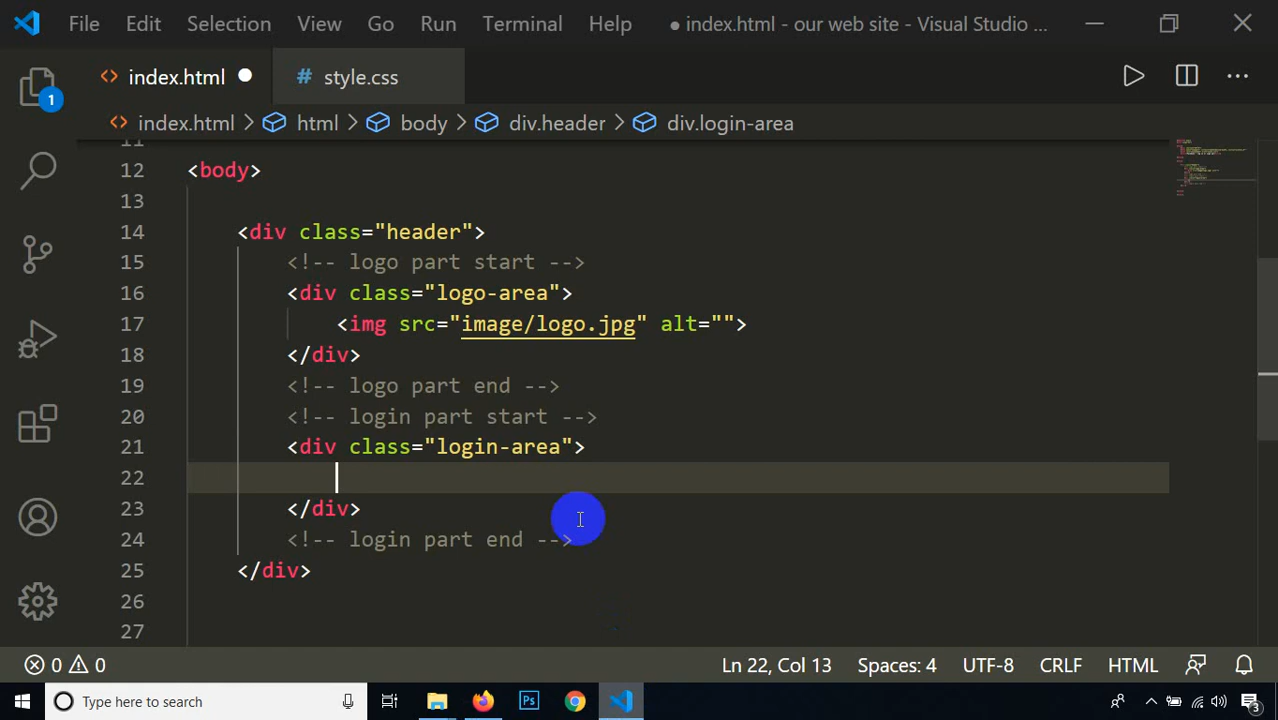 File Edit Selection View Go Run Terminal Help ● index.html - our web site - Visual Studio ...
index.html # style.css
1
index.html > html > body > div.header > div.login-area
11
12 <body>
13
14 <div class="header">
15 <!-- logo part start -->
16 <div class="logo-area">
17 <img src="image/logo.jpg" alt="">
18 </div>
19 <!-- logo part end -->
20 <!-- login part start -->
21 <div class="login-area">
22
23 </div>
24 <!-- login part end -->
25 </div>
26
27
0 0 Ln 22, Col 13 Spaces: 4 UTF-8 CRLF HTML
Type here to search Ps 3